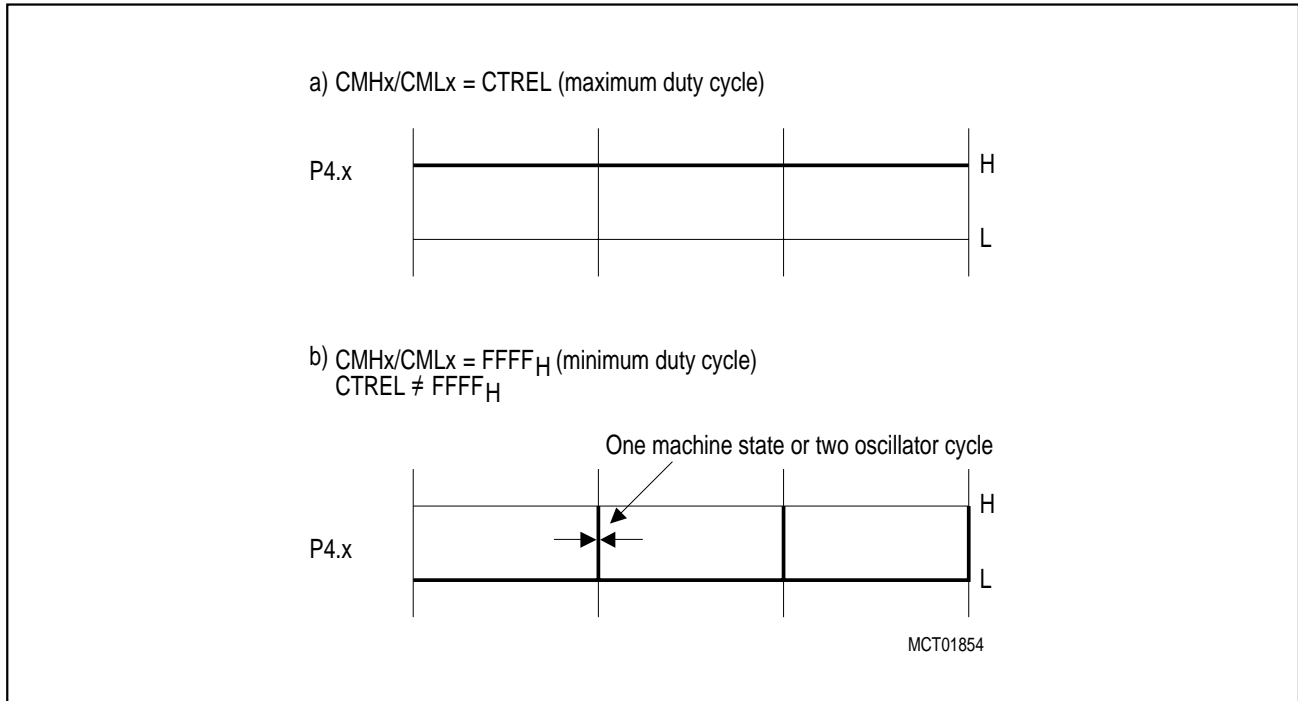 a) CMHx/CMLx = CTREL (maximum duty cycle)
P4.x
H
L
b) CMHx/CMLx = FFFFH (minimum duty cycle)
CTREL ≠ FFFFH
One machine state or two oscillator cycle
P4.x
H
L
MCT01854